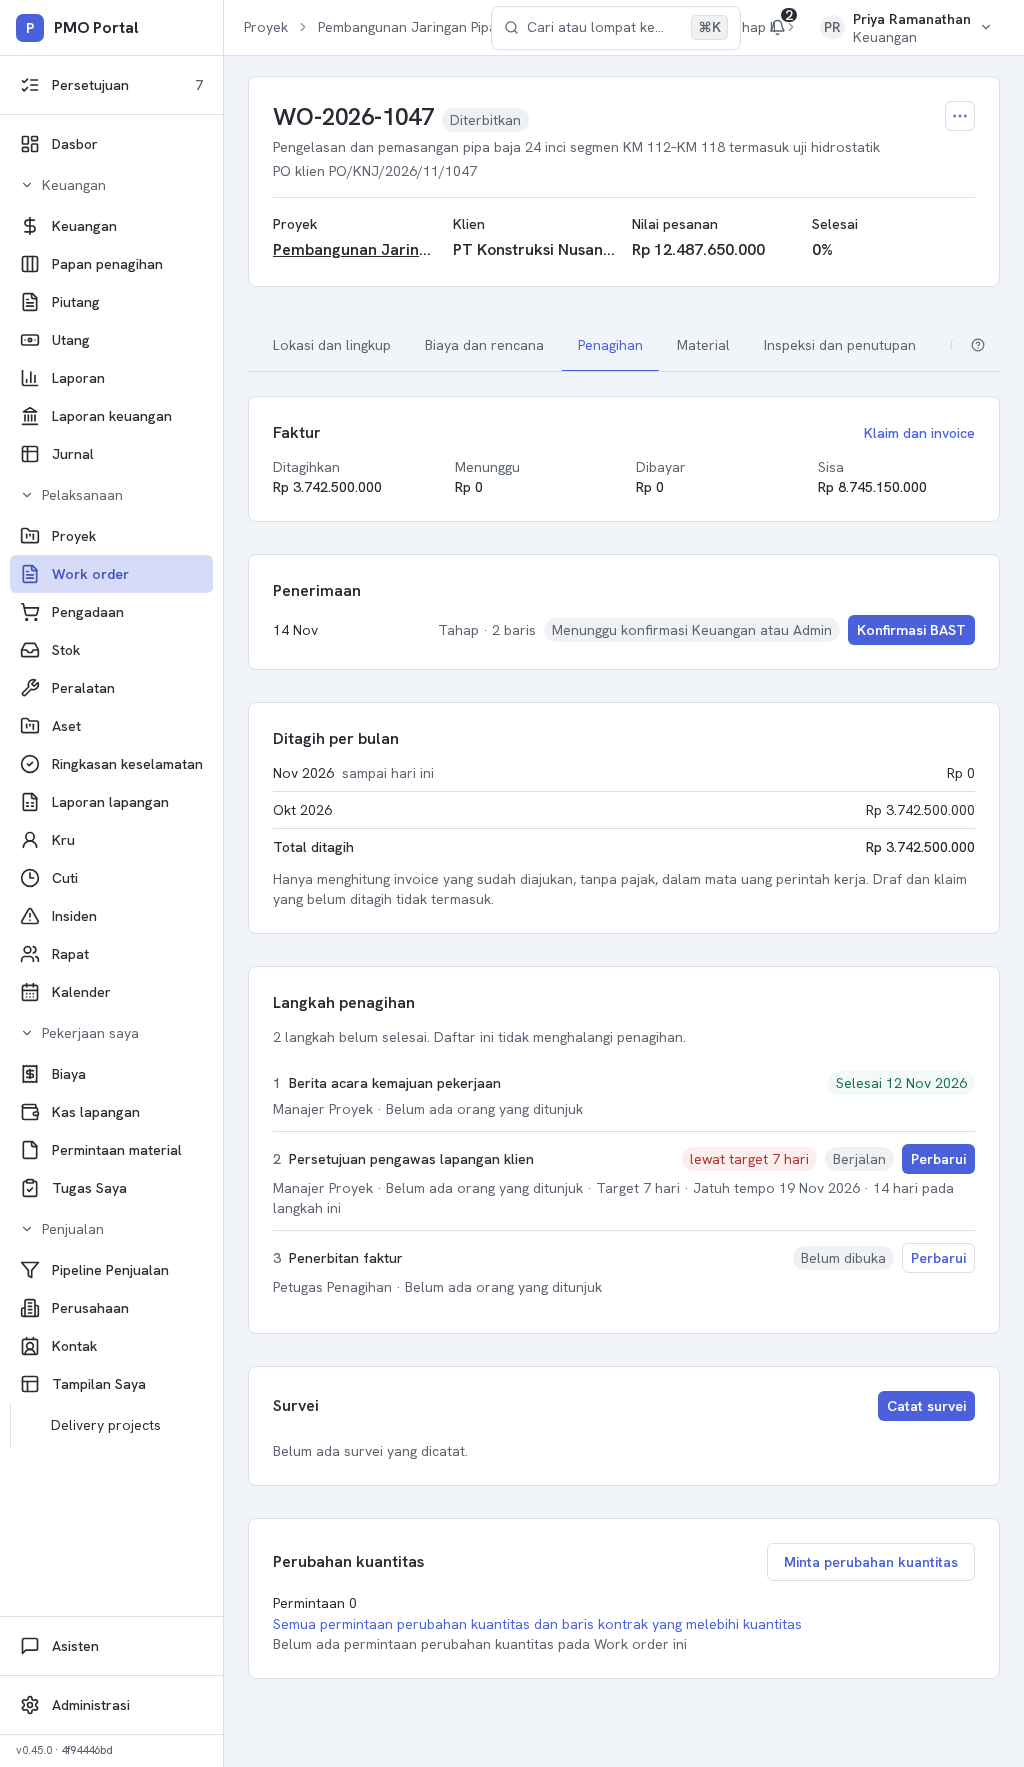 P PMO Portal
Proyek
Pembangunan Jaringan Pipa
Cari atau lompat ke...
⌘K
2
PR
Priya Ramanathan
Keuangan
Persetujuan 7
Dasbor
Keuangan
Keuangan
Papan penagihan
Piutang
Utang
Laporan
Laporan keuangan
Jurnal
Pelaksanaan
Proyek
Work order
Pengadaan
Stok
Peralatan
Aset
Ringkasan keselamatan
Laporan lapangan
Kru
Cuti
Insiden
Rapat
Kalender
Pekerjaan saya
Biaya
Kas lapangan
Permintaan material
Tugas Saya
Penjualan
Pipeline Penjualan
Perusahaan
Kontak
Tampilan Saya
Delivery projects
Asisten
Administrasi
v0.45.0 · 4f94446bd
WO-2026-1047 Diterbitkan
Pengelasan dan pemasangan pipa baja 24 inci segmen KM 112–KM 118 termasuk uji hidrostatik
PO klien PO/KNJ/2026/11/1047
Proyek Klien Nilai pesanan Selesai
Pembangunan Jarin... PT Konstruksi Nusan... Rp 12.487.650.000 0%
Lokasi dan lingkup Biaya dan rencana Penagihan Material Inspeksi dan penutupan
Faktur Klaim dan invoice
Ditagihkan Menunggu Dibayar Sisa
Rp 3.742.500.000 Rp 0 Rp 0 Rp 8.745.150.000
Penerimaan
14 Nov Tahap · 2 baris Menunggu konfirmasi Keuangan atau Admin Konfirmasi BAST
Ditagih per bulan
Nov 2026 sampai hari ini Rp 0
Okt 2026 Rp 3.742.500.000
Total ditagih Rp 3.742.500.000
Hanya menghitung invoice yang sudah diajukan, tanpa pajak, dalam mata uang perintah kerja. Draf dan klaim
yang belum ditagih tidak termasuk.
Langkah penagihan
2 langkah belum selesai. Daftar ini tidak menghalangi penagihan.
1 Berita acara kemajuan pekerjaan Selesai 12 Nov 2026
Manajer Proyek · Belum ada orang yang ditunjuk
2 Persetujuan pengawas lapangan klien lewat target 7 hari Berjalan Perbarui
Manajer Proyek · Belum ada orang yang ditunjuk · Target 7 hari · Jatuh tempo 19 Nov 2026 · 14 hari pada
langkah ini
3 Penerbitan faktur Belum dibuka Perbarui
Petugas Penagihan · Belum ada orang yang ditunjuk
Survei Catat survei
Belum ada survei yang dicatat.
Perubahan kuantitas Minta perubahan kuantitas
Permintaan 0
Semua permintaan perubahan kuantitas dan baris kontrak yang melebihi kuantitas
Belum ada permintaan perubahan kuantitas pada Work order ini